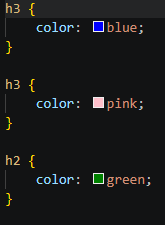 h3 {
    color: blue;
}

h3 {
    color: pink;
}

h2 {
    color: green;
}